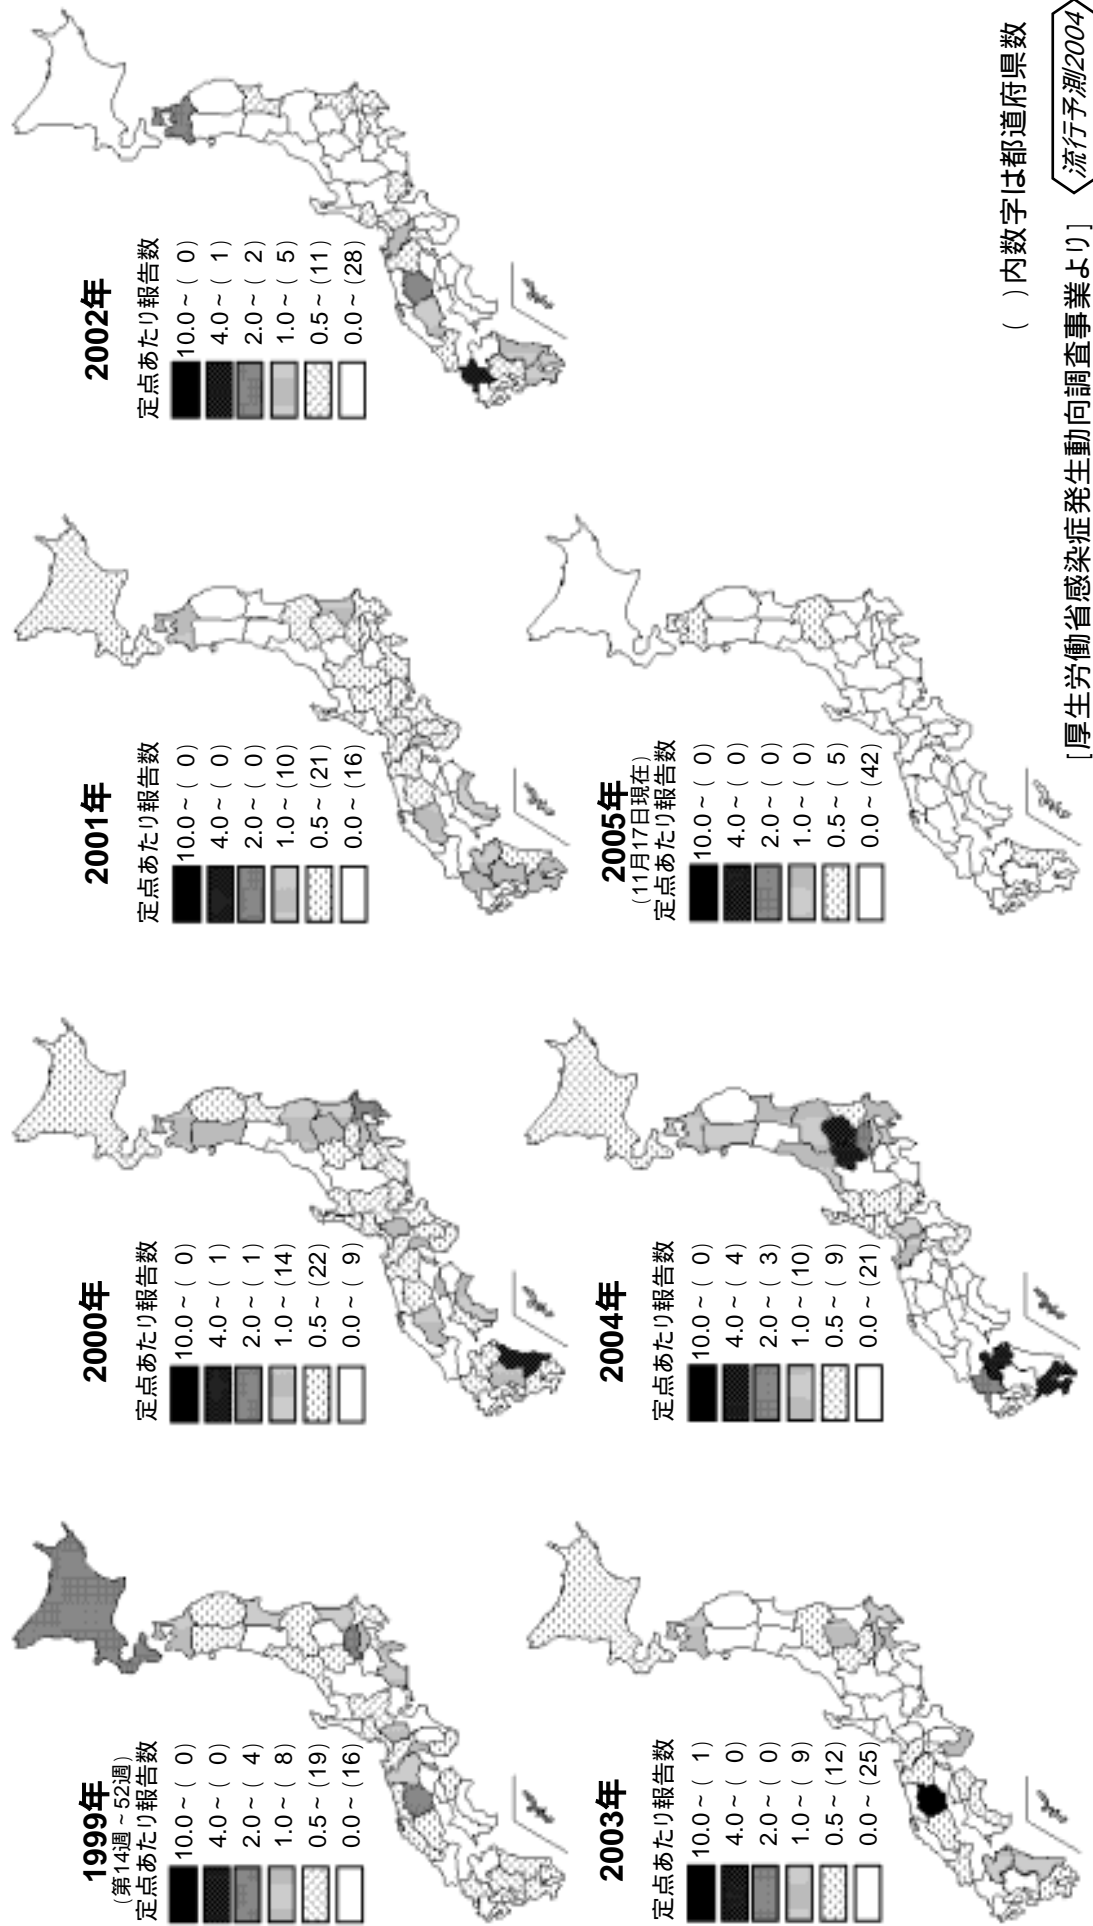 1999年
(第14週～52週)
定点あたり報告数
10.0～( 0)
4.0～( 0)
2.0～( 4)
1.0～( 8)
0.5～(19)
0.0～(16)
2000年
定点あたり報告数
10.0～( 0)
4.0～( 1)
2.0～( 1)
1.0～(14)
0.5～(22)
0.0～( 9)
2001年
定点あたり報告数
10.0～( 0)
4.0～( 0)
2.0～( 0)
1.0～(10)
0.5～(21)
0.0～(16)
2002年
定点あたり報告数
10.0～( 0)
4.0～( 1)
2.0～( 2)
1.0～( 5)
0.5～(11)
0.0～(28)
2003年
定点あたり報告数
10.0～( 1)
4.0～( 0)
2.0～( 0)
1.0～( 9)
0.5～(12)
0.0～(25)
2004年
定点あたり報告数
10.0～( 0)
4.0～( 4)
2.0～( 3)
1.0～(10)
0.5～( 9)
0.0～(21)
2005年
(11月17日現在)
定点あたり報告数
10.0～( 0)
4.0～( 0)
2.0～( 0)
1.0～( 0)
0.5～( 5)
0.0～(42)
( )内数字は都道府県数
[厚生労働省感染症発生動向調査事業より]
流行予測2004